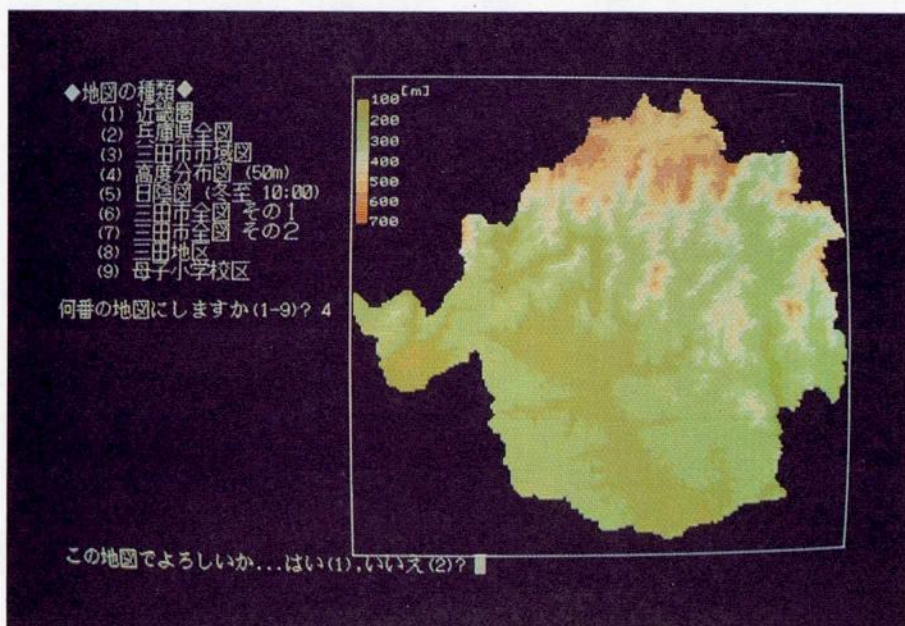 ◆地図の種類◆
(1) 近畿圏
(2) 兵庫県全図
(3) 三田市市域図
(4) 高度分布図 (50m)
(5) 日陰図 (冬至 10:00)
(6) 三田市全図 その1
(7) 三田市全図 その2
(8) 三田地区
(9) 母子小学校区
何番の地図にしますか(1-9)? 4
100[m]
200
300
400
500
600
700
この地図でよろしいか...はい(1),いいえ(2)?